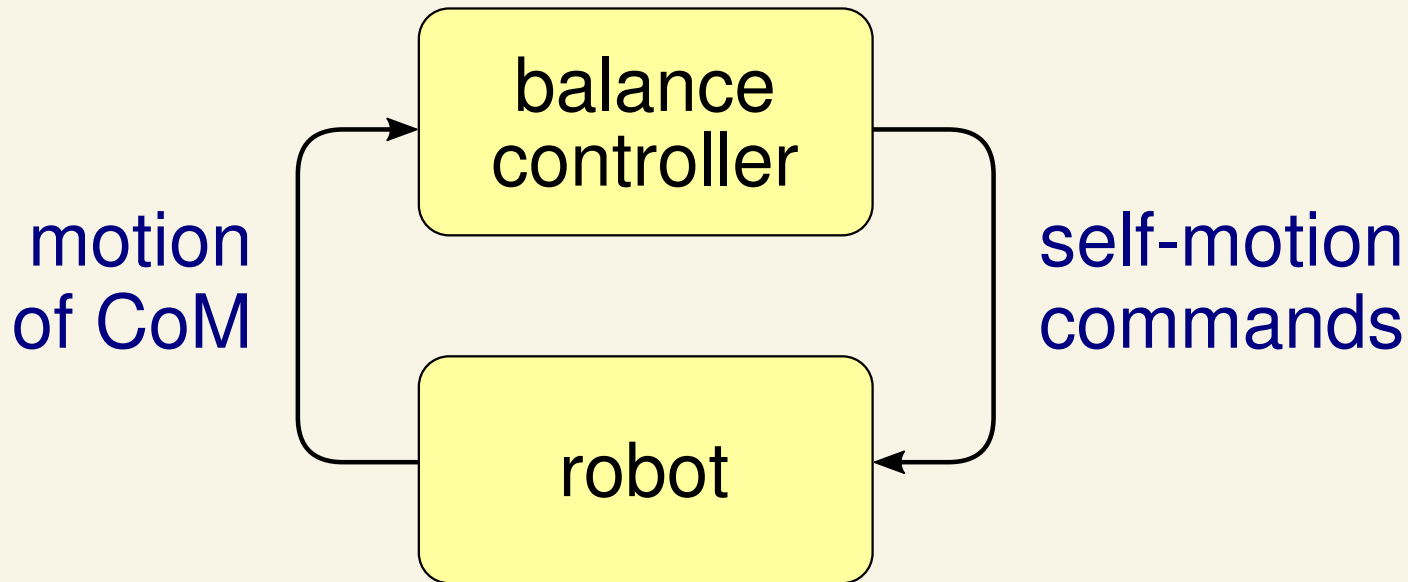 balance
controller
motion
of CoM
self-motion
commands
robot